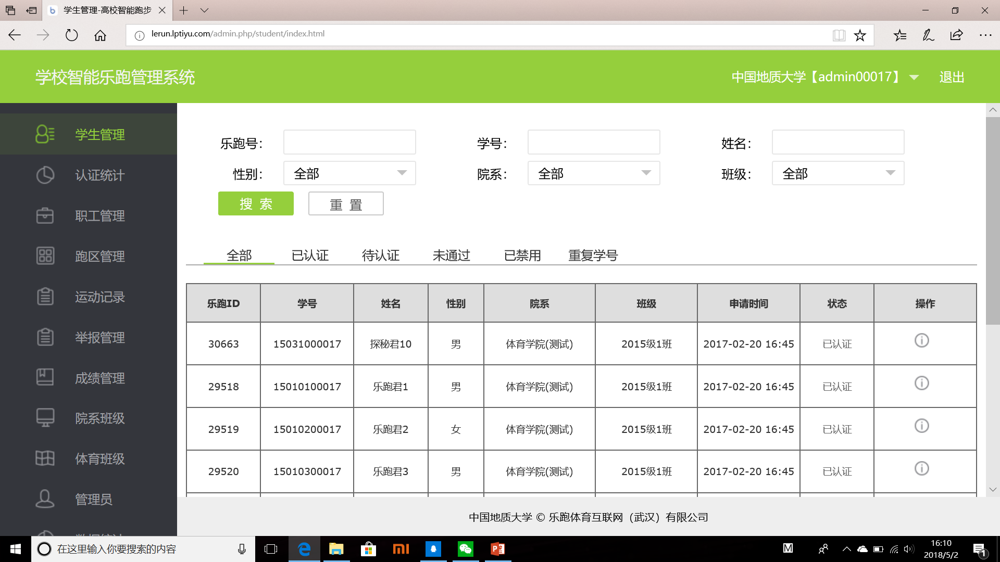 学生管理-高校智能跑步
lerun.lptiyu.com/admin.php/student/index.html
学校智能乐跑管理系统
中国地质大学【admin00017】
退出
学生管理
认证统计
职工管理
跑区管理
运动记录
举报管理
成绩管理
院系班级
体育班级
管理员
乐跑号：
学号：
姓名：
性别： 全部
院系： 全部
班级： 全部
搜 索
重 置
全部 已认证 待认证 未通过 已禁用 重复学号
乐跑ID 学号 姓名 性别 院系 班级 申请时间 状态 操作
30663 15031000017 探秘君10 男 体育学院(测试) 2015级1班 2017-02-20 16:45 已认证
29518 15010100017 乐跑君1 男 体育学院(测试) 2015级1班 2017-02-20 16:45 已认证
29519 15010200017 乐跑君2 女 体育学院(测试) 2015级1班 2017-02-20 16:45 已认证
29520 15010300017 乐跑君3 男 体育学院(测试) 2015级1班 2017-02-20 16:45 已认证
中国地质大学 © 乐跑体育互联网（武汉）有限公司
在这里输入你要搜索的内容
M
16:10
2018/5/2
1